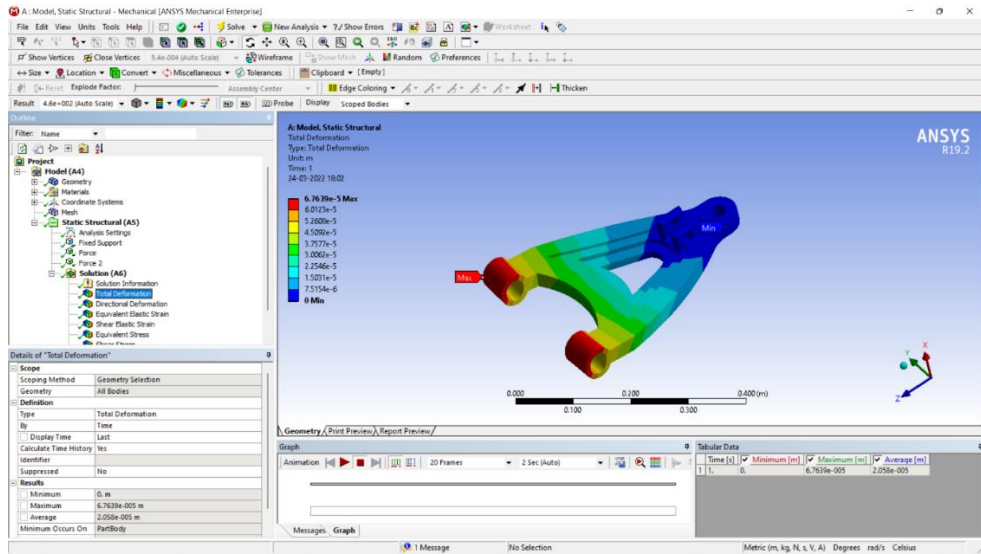 A : Model, Static Structural - Mechanical [ANSYS Mechanical Enterprise]
File Edit View Units Tools Help Solve New Analysis ?/ Show Errors Worksheet
Show Vertices Close Vertices 5.4e-004 (Auto Scale) Wireframe Show Mesh Random Preferences
Size Location Convert Miscellaneous Tolerances Clipboard [Empty]
Reset Explode Factor: Assembly Center Edge Coloring Thicken
Result 4.6e+002 (Auto Scale) Probe Display Scoped Bodies
Outline
Filter: Name
Project
Model (A4)
Geometry
Materials
Coordinate Systems
Mesh
Static Structural (A5)
Analysis Settings
Fixed Support
Force
Force 2
Solution (A6)
Solution Information
Total Deformation
Directional Deformation
Equivalent Elastic Strain
Shear Elastic Strain
Equivalent Stress
Shear Stress
Details of "Total Deformation"
Scope
Scoping Method Geometry Selection
Geometry All Bodies
Definition
Type Total Deformation
By Time
Display Time Last
Calculate Time History Yes
Identifier
Suppressed No
Results
Minimum 0. m
Maximum 6.7639e-005 m
Average 2.058e-005 m
Minimum Occurs On PartBody
A: Model, Static Structural
Total Deformation
Type: Total Deformation
Unit: m
Time: 1
24-03-2022 18:02
6.7639e-5 Max
6.0123e-5
5.2608e-5
4.5092e-5
3.7577e-5
3.0062e-5
2.2546e-5
1.5031e-5
7.5154e-6
0 Min
ANSYS
R19.2
Max
Min
0.000 0.200 0.400 (m)
0.100 0.300
Y X
Z
Geometry Print Preview Report Preview
Graph
Animation 20 Frames 2 Sec (Auto)
Messages Graph
Tabular Data
Time [s] Minimum [m] Maximum [m] Average [m]
1 1. 0. 6.7639e-005 2.058e-005
1 Message No Selection Metric (m, kg, N, s, V, A) Degrees rad/s Celsius